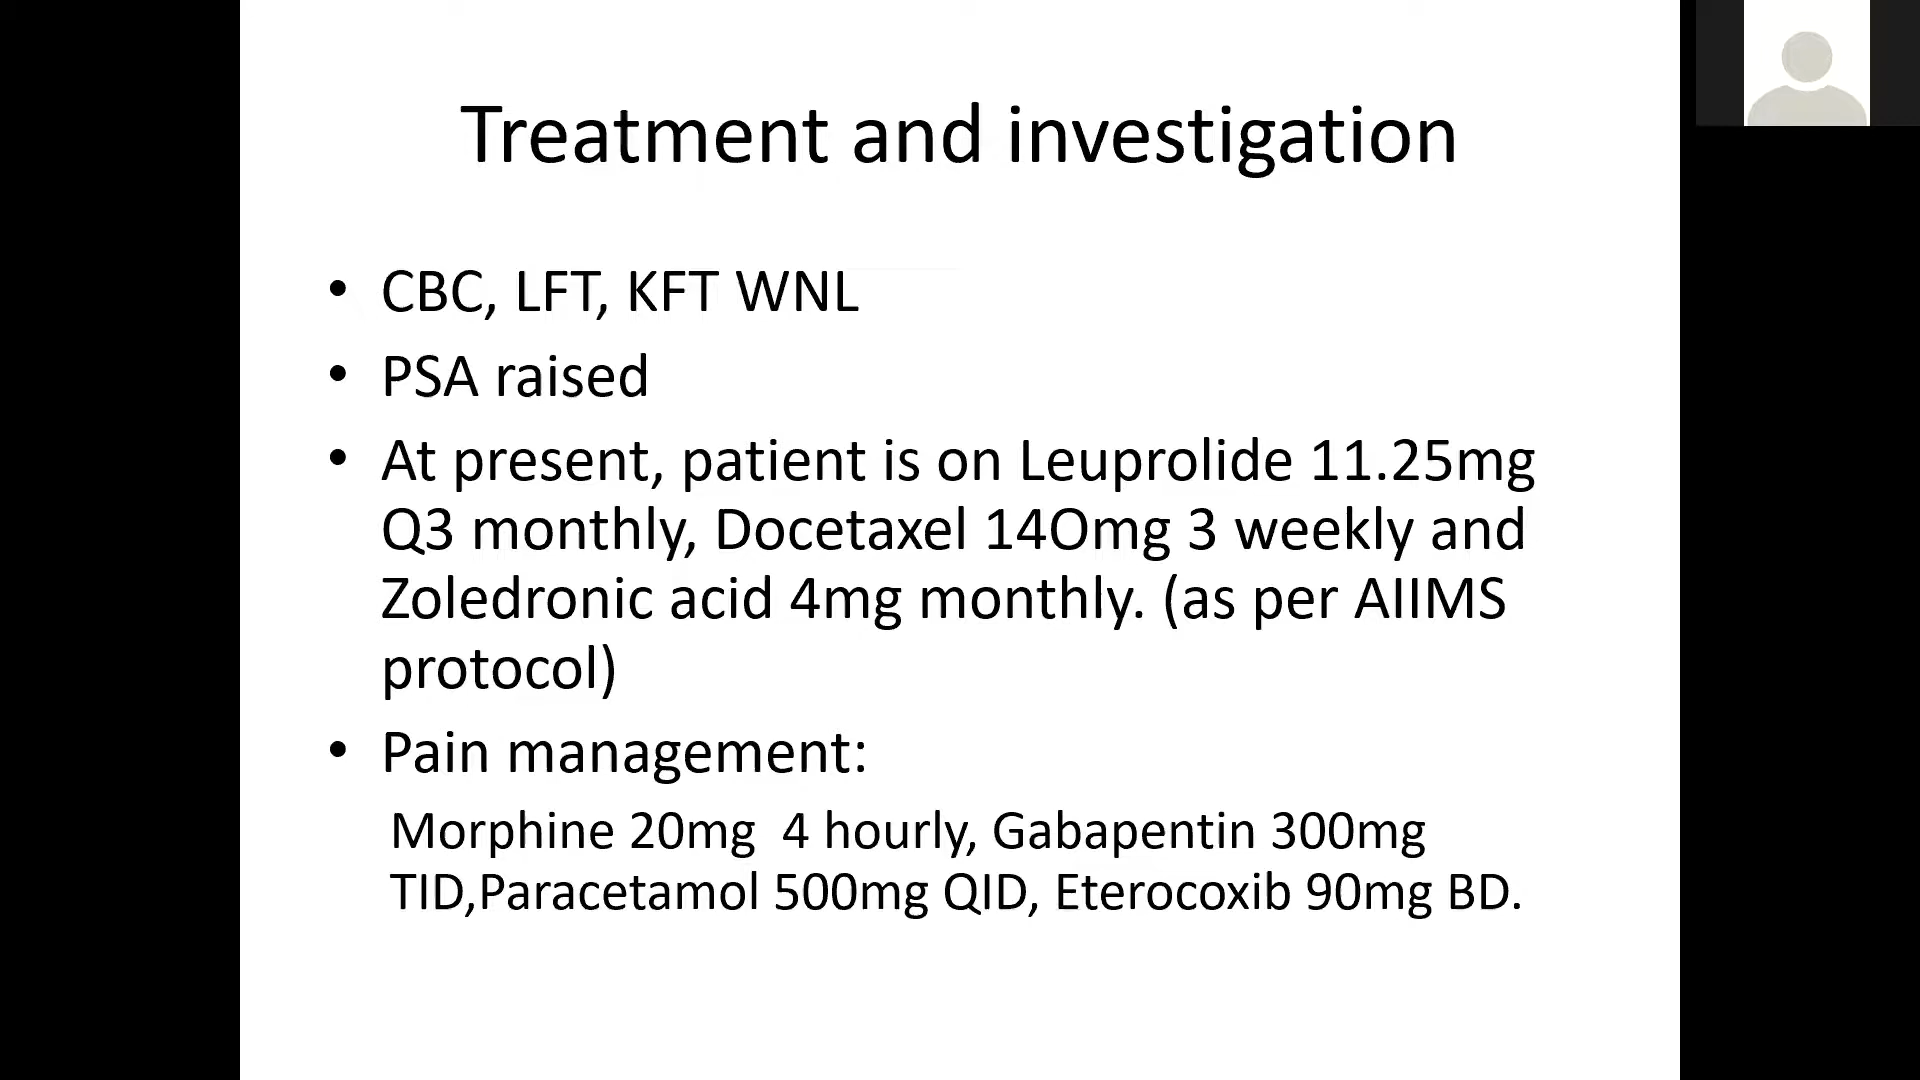 Treatment and investigation
• CBC, LFT, KFT WNL
• PSA raised
• At present, patient is on Leuprolide 11.25mg
Q3 monthly, Docetaxel 14Omg 3 weekly and
Zoledronic acid 4mg monthly. (as per AIIMS
protocol)
• Pain management:
Morphine 20mg  4 hourly, Gabapentin 300mg
TID,Paracetamol 500mg QID, Eterocoxib 90mg BD.